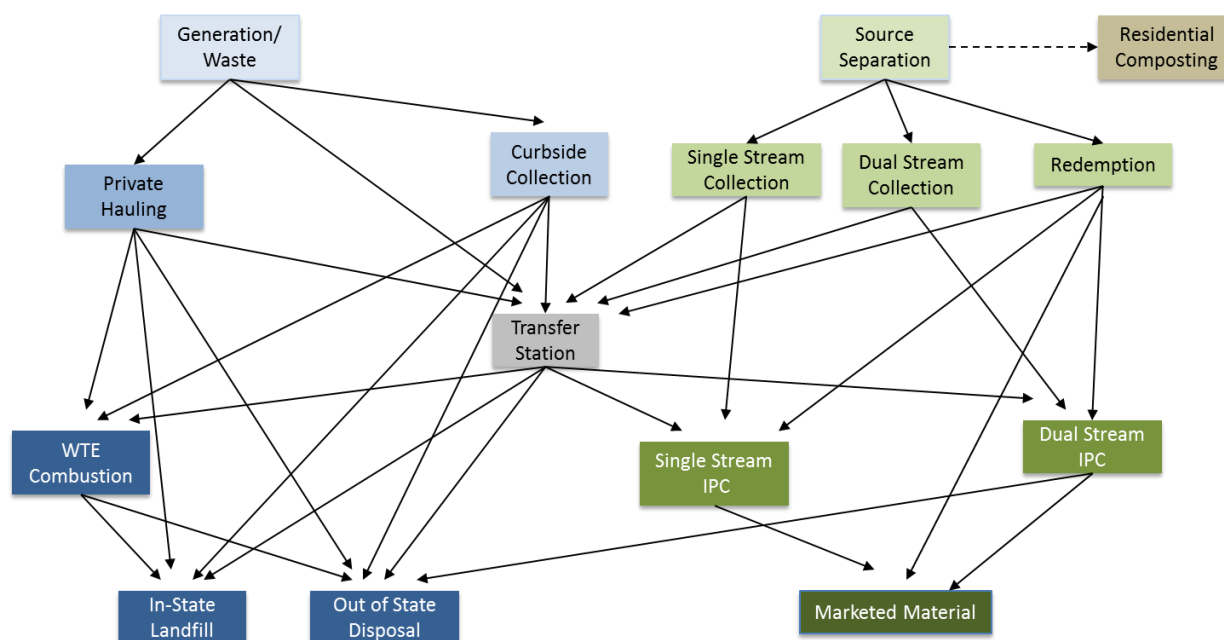 Generation/
Waste
Source
Separation
Residential
Composting
Private
Hauling
Curbside
Collection
Single Stream
Collection
Dual Stream
Collection
Redemption
Transfer
Station
WTE
Combustion
Single Stream
IPC
Dual Stream
IPC
In-State
Landfill
Out of State
Disposal
Marketed Material